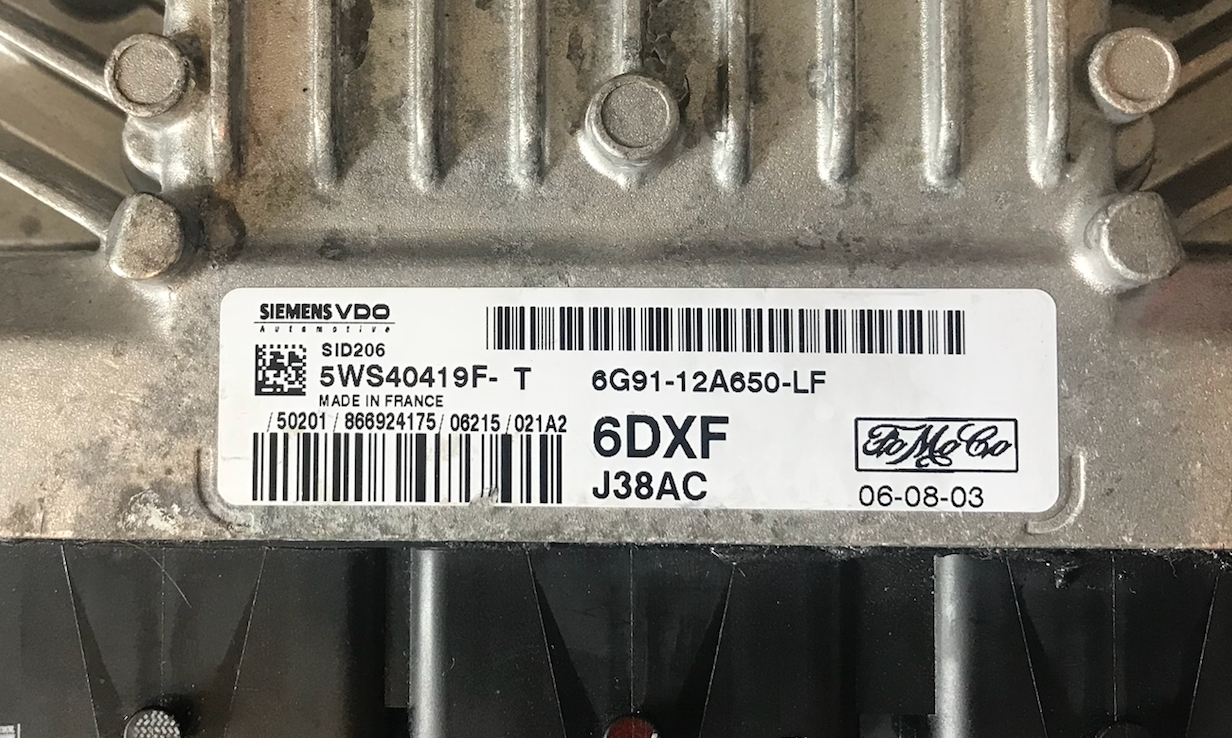 SIEMENS VDO
Automotive
SID206
5WS40419F- T
6G91-12A650-LF
MADE IN FRANCE
/ 50201 / 866924175 / 06215 / 021A2
6DXF
J38AC
FoMoCo
06-08-03